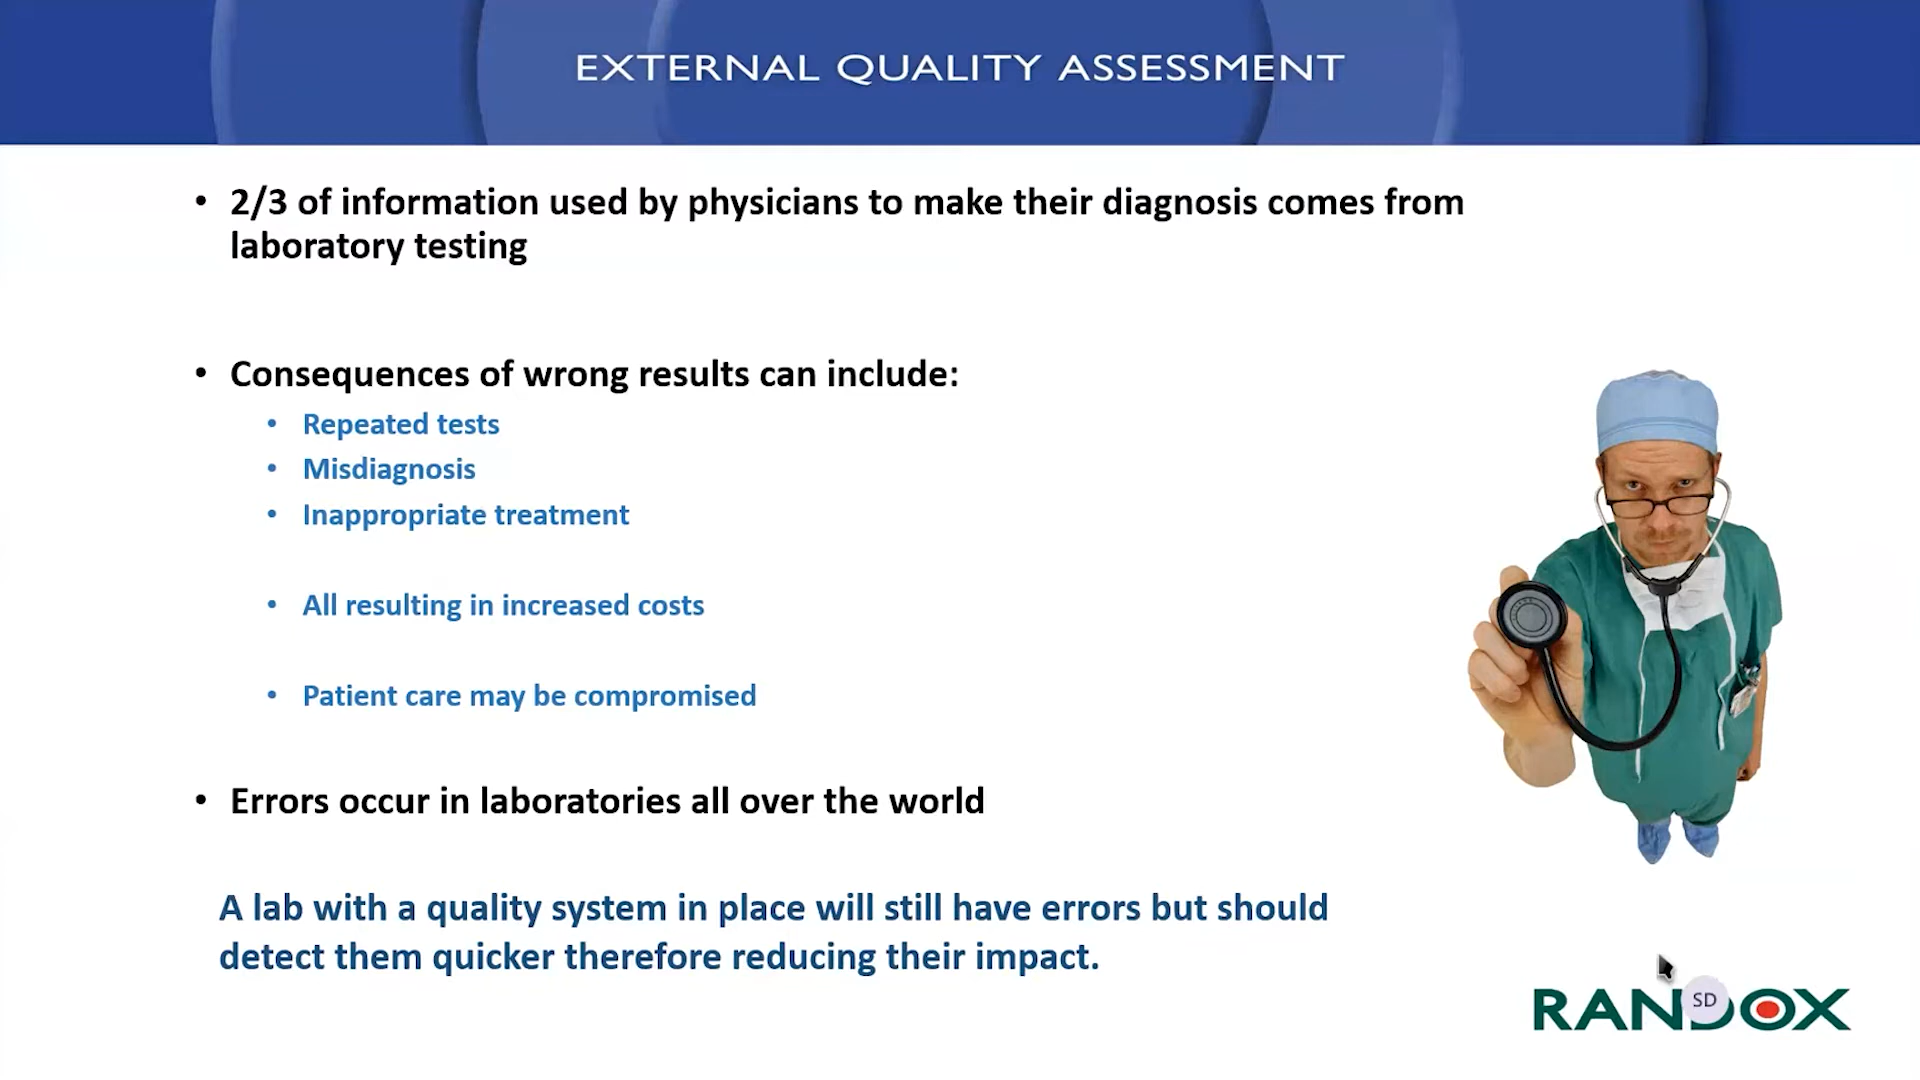 EXTERNAL QUALITY ASSESSMENT
• 2/3 of information used by physicians to make their diagnosis comes from
laboratory testing
• Consequences of wrong results can include:
• Repeated tests
• Misdiagnosis
• Inappropriate treatment
• All resulting in increased costs
• Patient care may be compromised
• Errors occur in laboratories all over the world
A lab with a quality system in place will still have errors but should
detect them quicker therefore reducing their impact.
RANDOX
SD